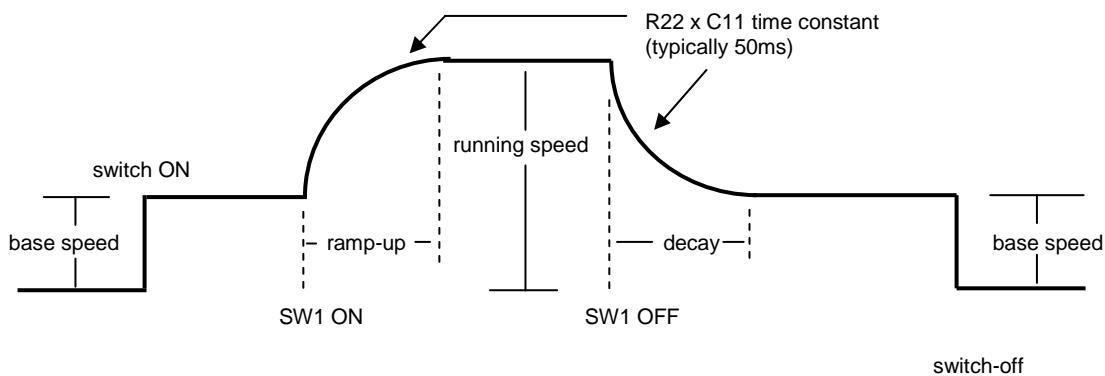 R22 x C11 time constant
(typically 50ms)
running speed
switch ON
base speed
ramp-up
decay
base speed
SW1 ON
SW1 OFF
switch-off